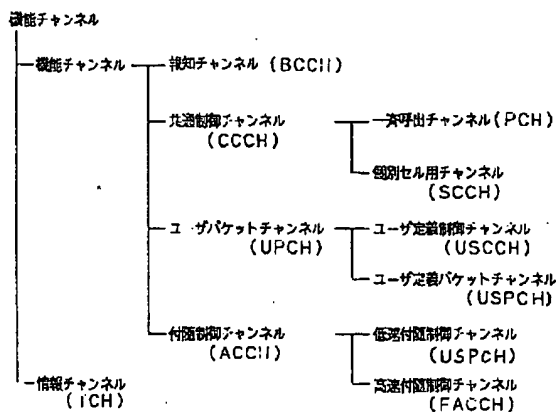 機能チャンネル
機能チャンネル
報知チャンネル (BCCH)
共通制御チャンネル
(CCCH)
一斉呼出チャンネル (PCH)
個別セル用チャンネル
(SCCH)
ユーザパケットチャンネル
(UPCH)
ユーザ定義制御チャンネル
(USCCH)
ユーザ定義パケットチャンネル
(USPCH)
付随制御チャンネル
(ACCH)
低速付随制御チャンネル
(USPCH)
情報チャンネル
(TCH)
高速付随制御チャンネル
(FACCH)